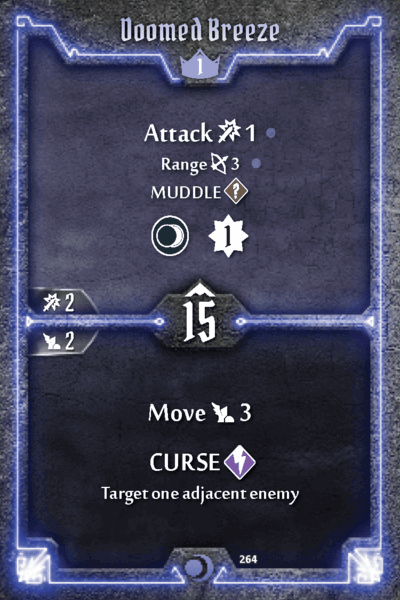 Doomed Breeze
1
Attack 1
Range 3
MUDDLE ?
1
2
15
2
Move 3
CURSE
Target one adjacent enemy
264